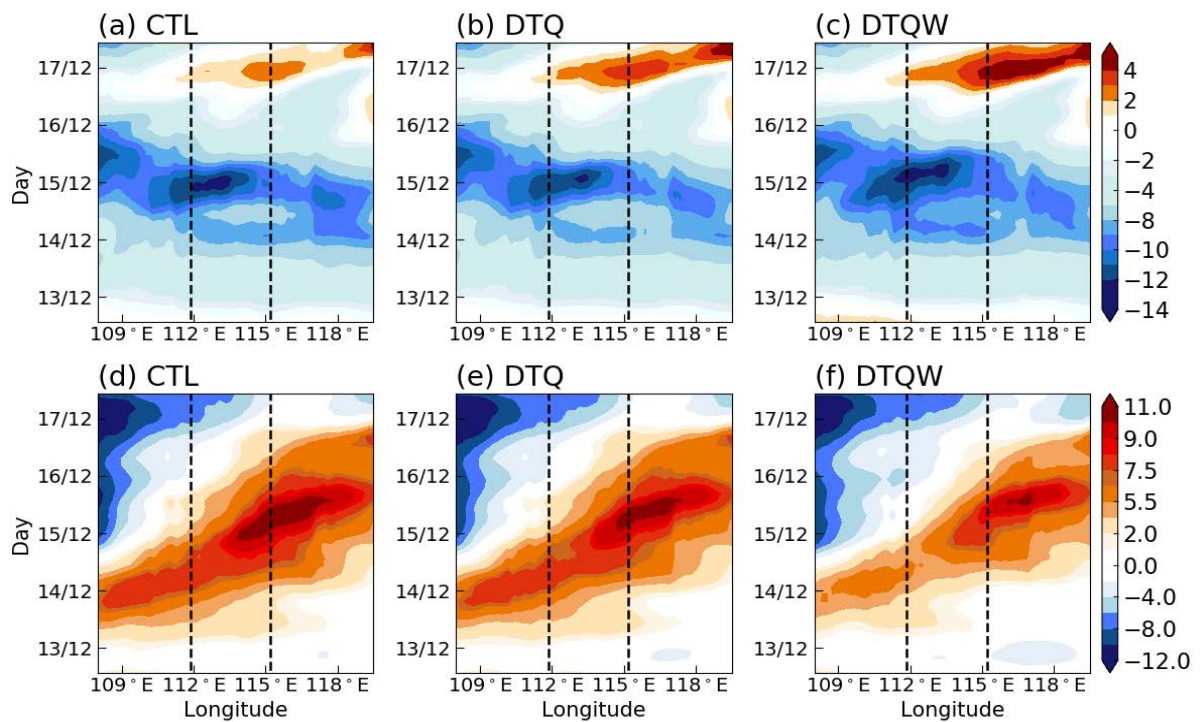 (a) CTL
(b) DTQ
(c) DTQW
17/12
16/12
15/12
14/12
13/12
Day
109°E 112°E 115°E 118°E
109°E 112°E 115°E 118°E
109°E 112°E 115°E 118°E
4
2
0
−2
−4
−6
−8
−10
−12
−14
(d) CTL
(e) DTQ
(f) DTQW
17/12
16/12
15/12
14/12
13/12
Day
109°E 112°E 115°E 118°E
109°E 112°E 115°E 118°E
109°E 112°E 115°E 118°E
Longitude
Longitude
Longitude
11.0
9.0
7.5
5.5
2.0
0.0
−4.0
−8.0
−12.0